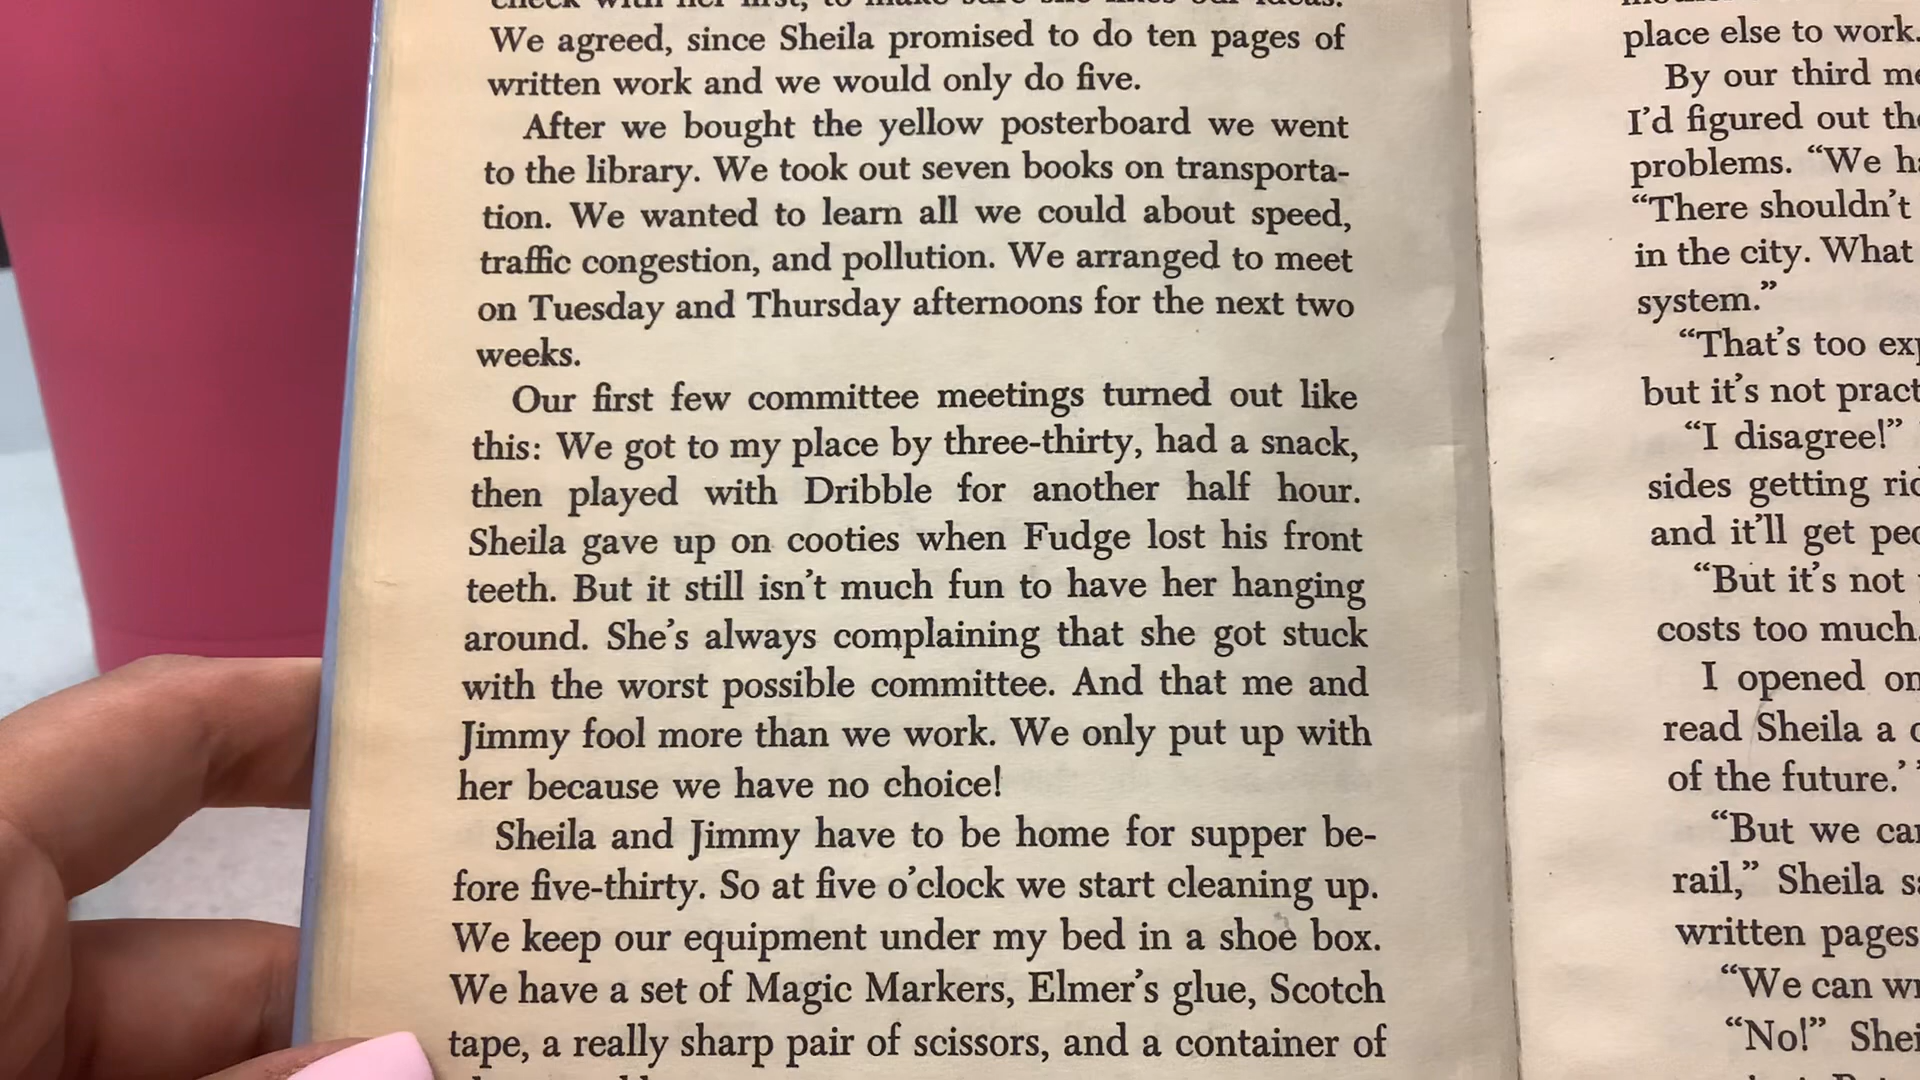 check with her first, to make sure she likes our ideas.
We agreed, since Sheila promised to do ten pages of
written work and we would only do five.
After we bought the yellow posterboard we went
to the library. We took out seven books on transporta-
tion. We wanted to learn all we could about speed,
traffic congestion, and pollution. We arranged to meet
on Tuesday and Thursday afternoons for the next two
weeks.
Our first few committee meetings turned out like
this: We got to my place by three-thirty, had a snack,
then played with Dribble for another half hour.
Sheila gave up on cooties when Fudge lost his front
teeth. But it still isn't much fun to have her hanging
around. She's always complaining that she got stuck
with the worst possible committee. And that me and
Jimmy fool more than we work. We only put up with
her because we have no choice!
Sheila and Jimmy have to be home for supper be-
fore five-thirty. So at five o'clock we start cleaning up.
We keep our equipment under my bed in a shoe box.
We have a set of Magic Markers, Elmer's glue, Scotch
tape, a really sharp pair of scissors, and a container of
place else to work.
By our third
I'd figured out
problems. "We
"There shouldn't
in the city. What
system."
"That's too
but it's not
"I disagree!"
sides getting
and it'll get
"But it's not
costs too much.
I opened
read Sheila a
of the future.'
"But we
rail," Sheila
written pages
"We can
"No!"